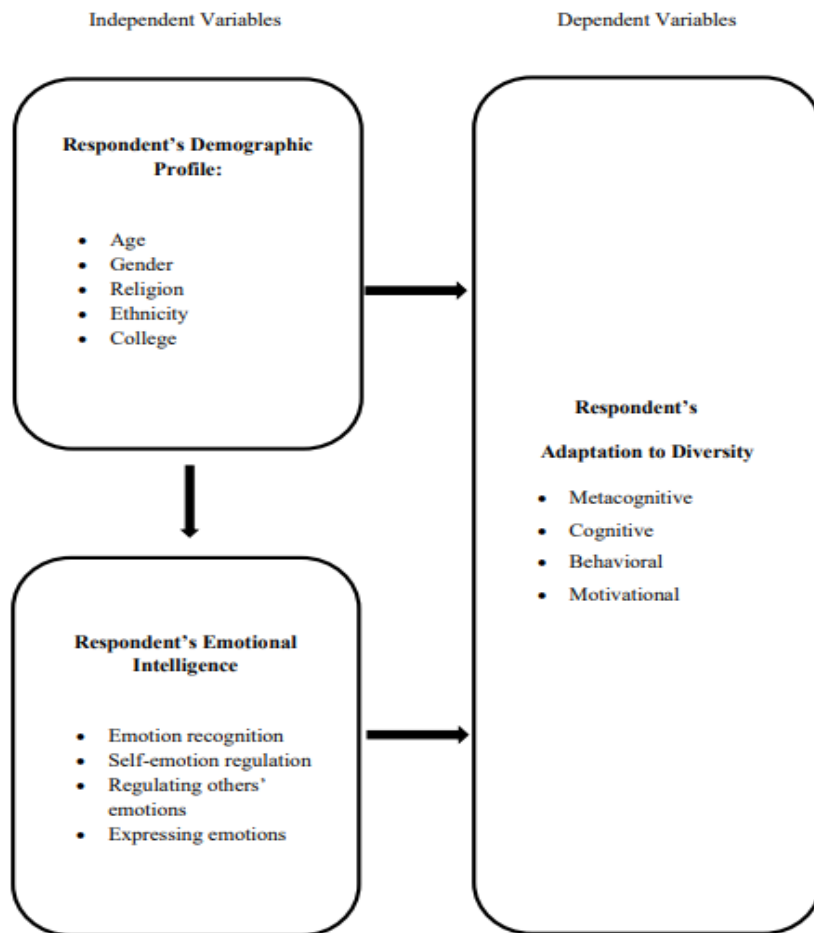 Independent Variables
Dependent Variables
Respondent's Demographic
Profile:
• Age
• Gender
• Religion
• Ethnicity
• College
Respondent's Emotional
Intelligence
• Emotion recognition
• Self-emotion regulation
• Regulating others'
emotions
• Expressing emotions
Respondent's
Adaptation to Diversity
• Metacognitive
• Cognitive
• Behavioral
• Motivational